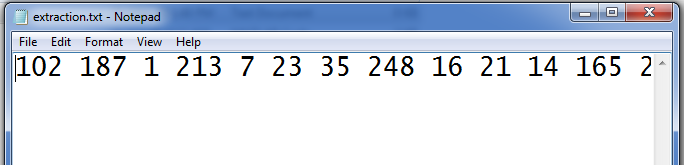 extraction.txt - Notepad
File Edit Format View Help
102 187 1 213 7 23 35 248 16 21 14 165 2